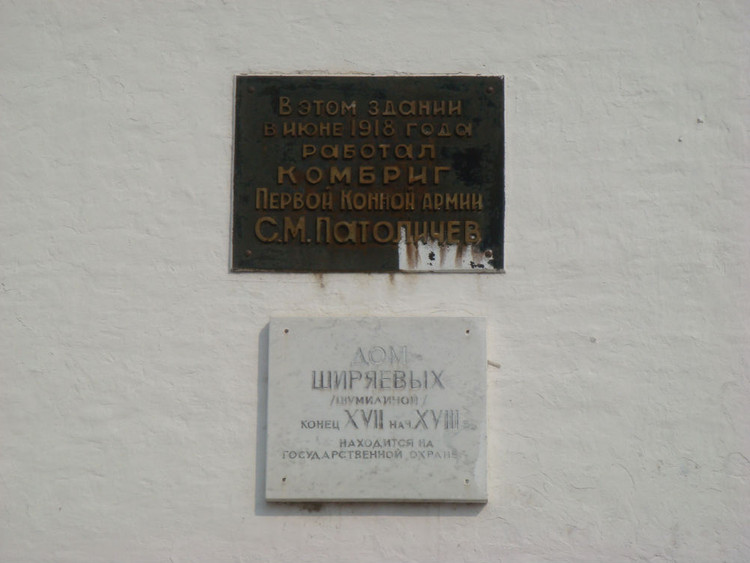 В этом здании
в июне 1918 года
работал
комбриг
Первой Конной армии
С.М. Патоличев
ДОМ
ШИРЯЕВЫХ
/ШУМИЛИНОЙ/
КОНЕЦ XVII НАЧ. XVIII
НАХОДИТСЯ НА
ГОСУДАРСТВЕННОЙ ОХРАНЕ